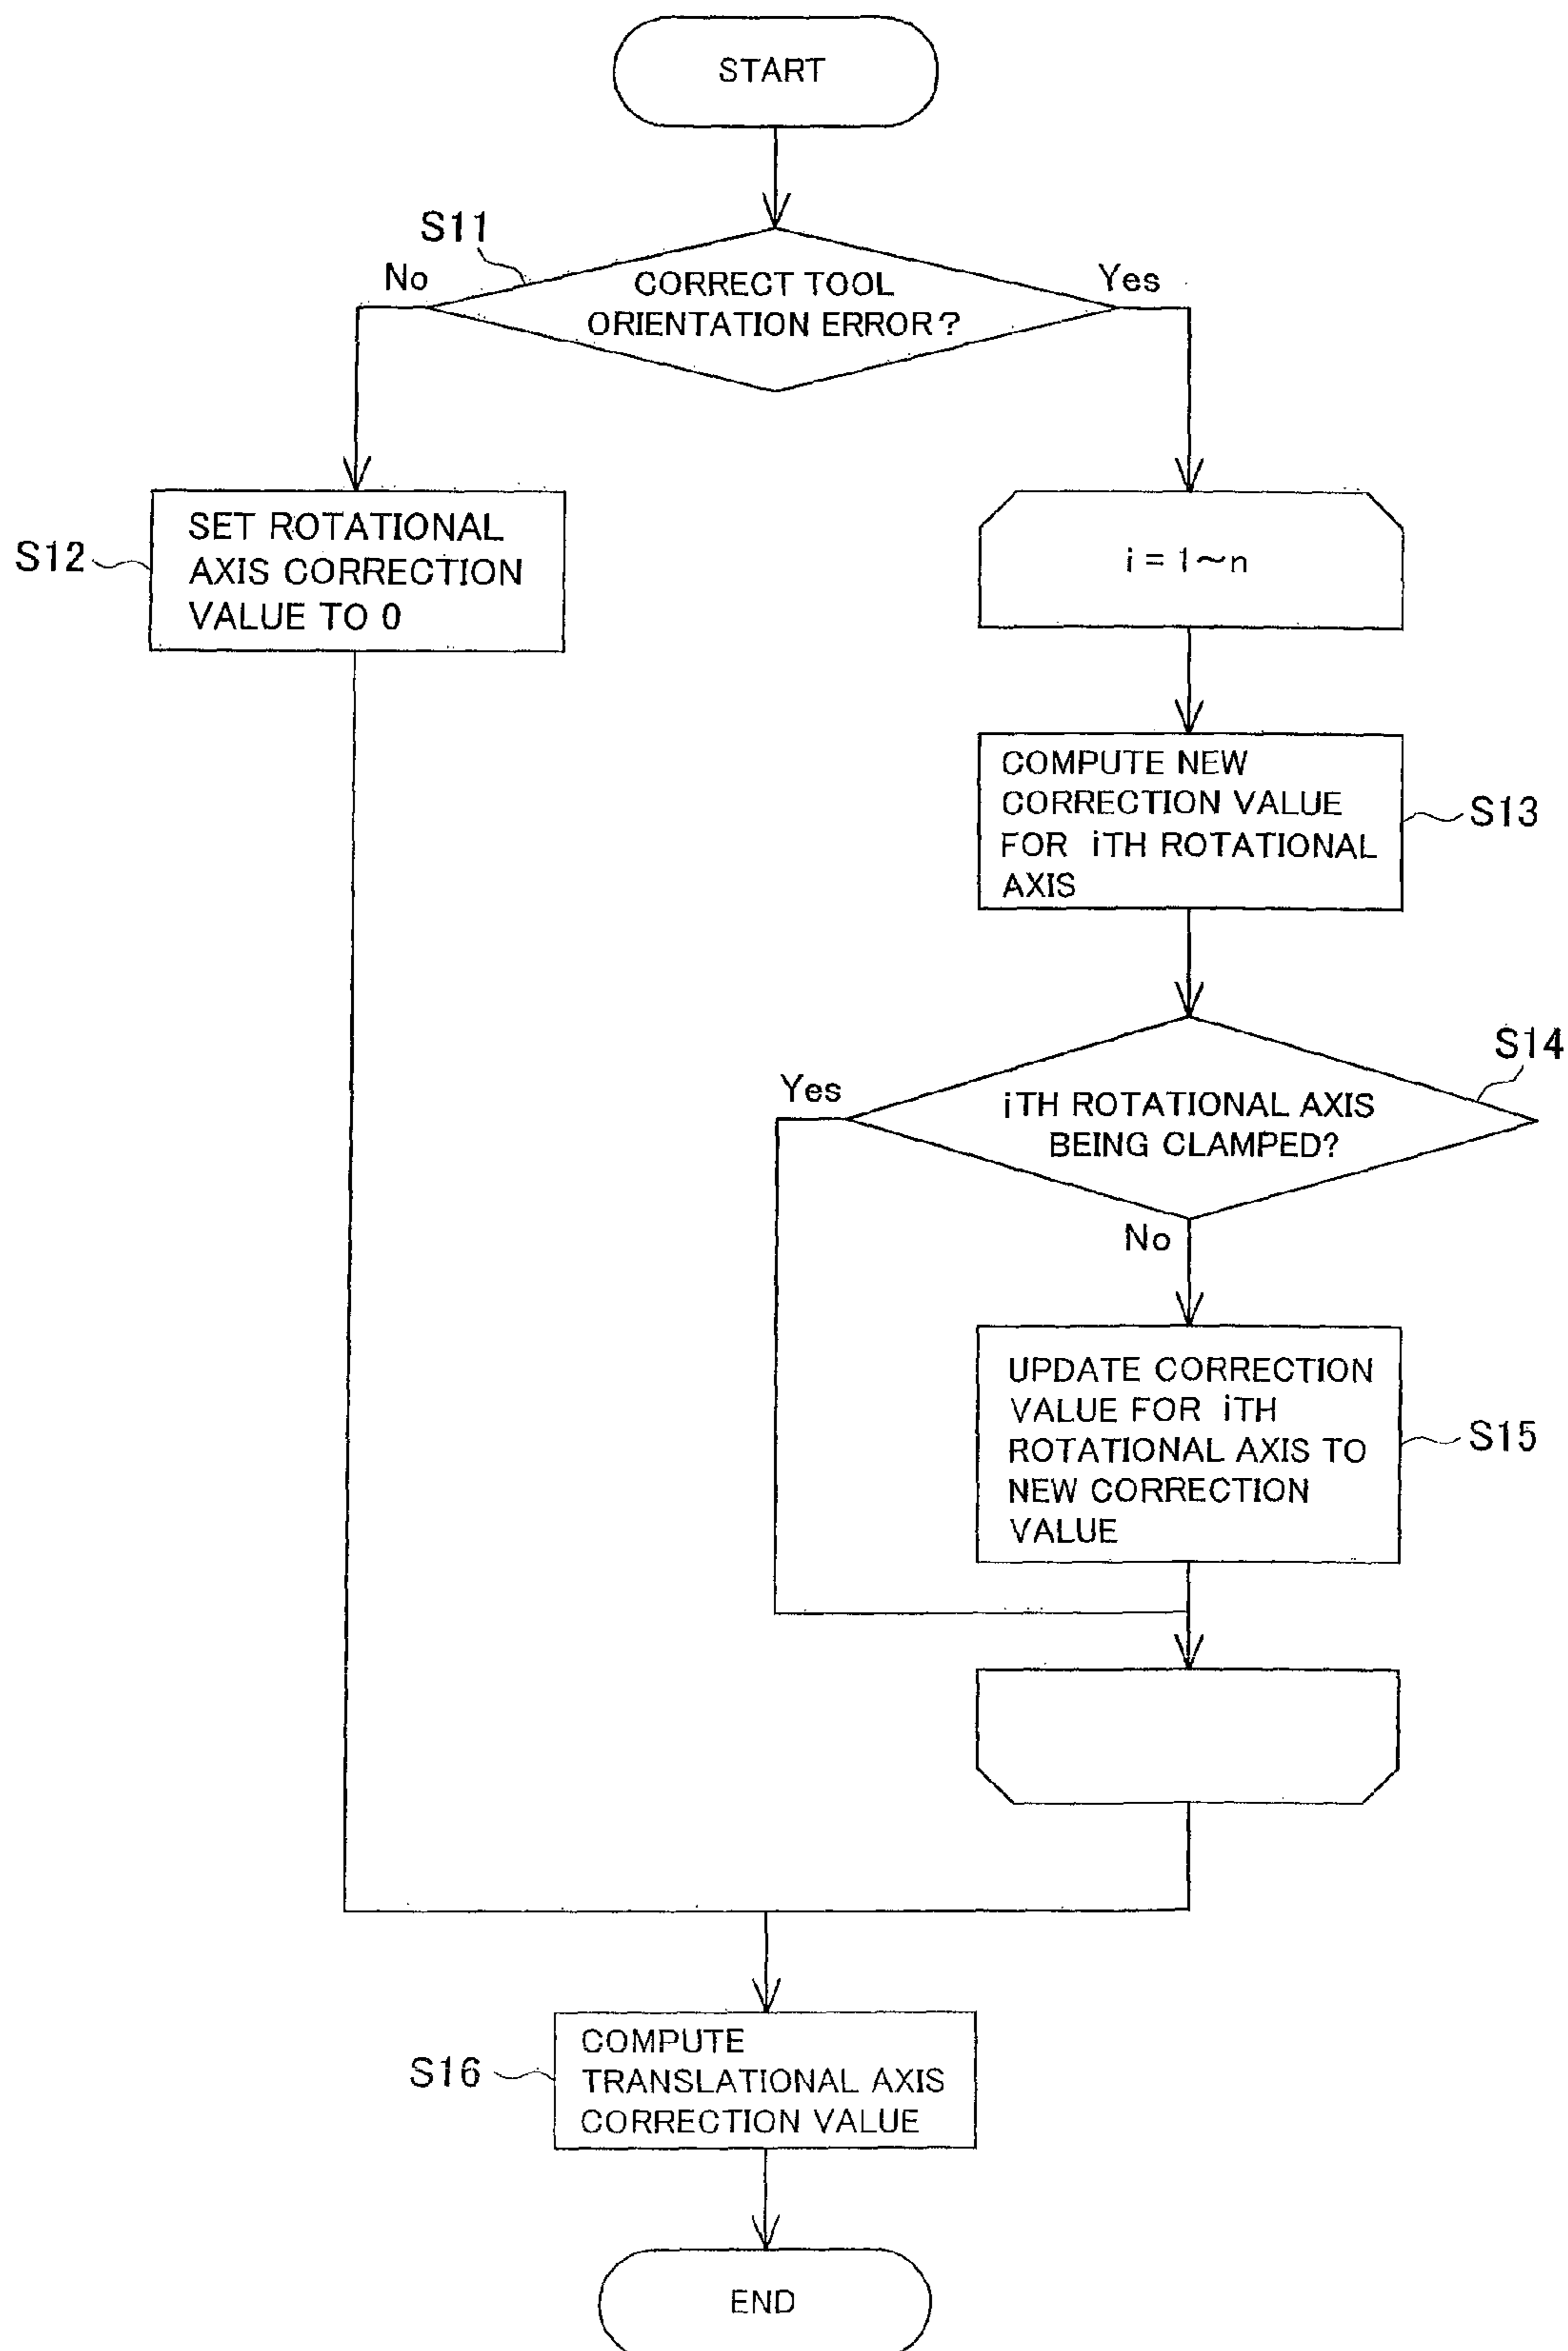 START
S11
No
CORRECT TOOL
ORIENTATION ERROR?
Yes
S12
SET ROTATIONAL
AXIS CORRECTION
VALUE TO 0
i = 1~n
COMPUTE NEW
CORRECTION VALUE
FOR iTH ROTATIONAL
AXIS
S13
S14
Yes
iTH ROTATIONAL AXIS
BEING CLAMPED?
No
UPDATE CORRECTION
VALUE FOR iTH
ROTATIONAL AXIS TO
NEW CORRECTION
VALUE
S15
S16
COMPUTE
TRANSLATIONAL AXIS
CORRECTION VALUE
END